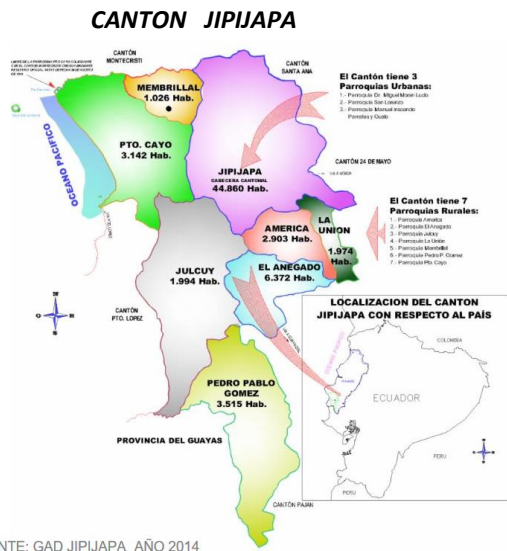 CANTON JIPIJAPA
CANTÓN
MONTECRISTI
CANTÓN
SANTA ANA
MEMBRILLAL
1.026 Hab.
PTO. CAYO
3.142 Hab.
OCEANO PACIFICO
JIPIJAPA
CABECERA CANTONAL
44.860 Hab.
El Cantón tiene 3
Parroquias Urbanas:
1.- Parroquia Dr. Miguel Morán Lucio
2.- Parroquia San Lorenzo
3.- Parroquia Manuel Inocencio
Parrales y Guale
CANTÓN 24 DE MAYO
El Cantón tiene 7
Parroquias Rurales:
1.- Parroquia America
2.- Parroquia El Anegado
3.- Parroquia Julcuy
4.- Parroquia La Unión
5.- Parroquia Membrillal
6.- Parroquia Pedro P. Gomez
7.- Parroquia Pto. Cayo
AMERICA
2.903 Hab.
LA
UNION
1.974
Hab.
JULCUY
1.994 Hab.
EL ANEGADO
6.372 Hab.
CANTÓN
PTO. LOPEZ
PEDRO PABLO
GOMEZ
3.515 Hab.
PROVINCIA DEL GUAYAS
CANTÓN PAJAN
LOCALIZACION DEL CANTON
JIPIJAPA CON RESPECTO AL PAÍS
OCEANO PACIFICO
COLOMBIA
ECUADOR
PERU
PERU
NTE: GAD JIPIJAPA AÑO 2014